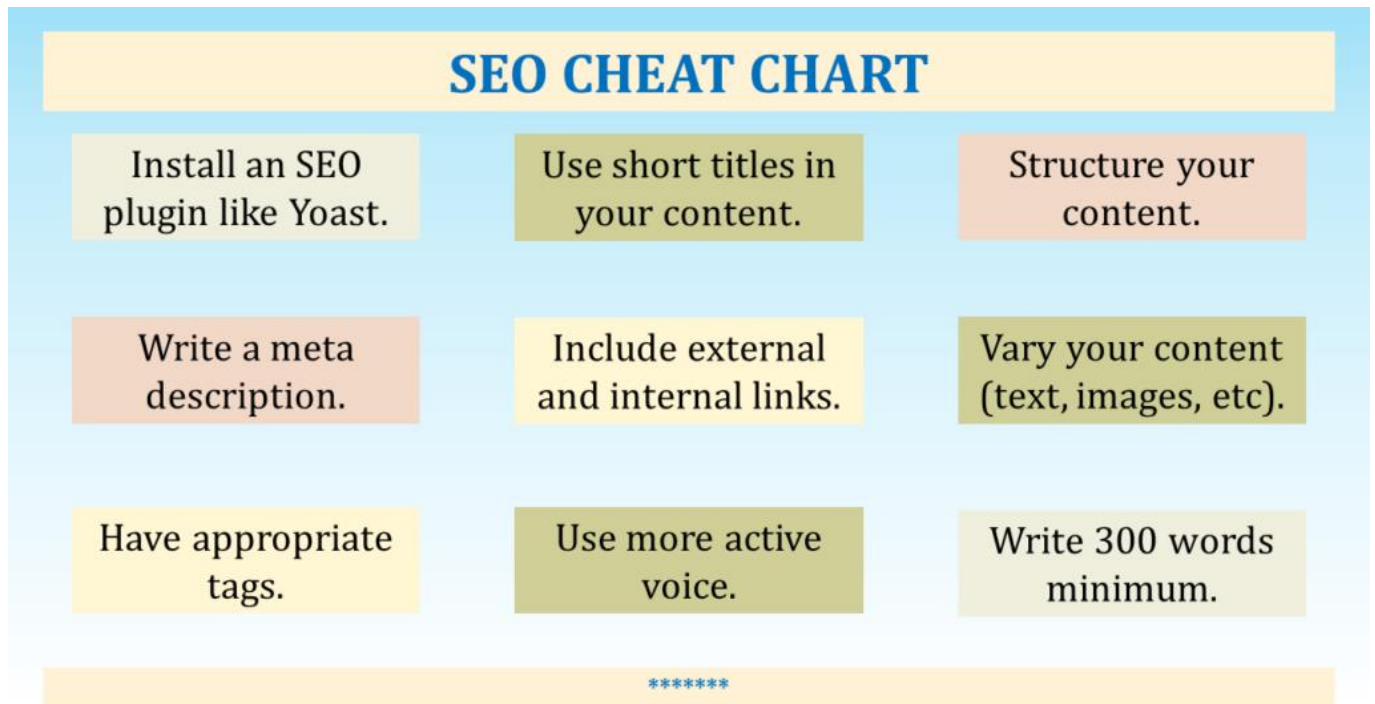 SEO CHEAT CHART
Install an SEO
plugin like Yoast.
Use short titles in
your content.
Structure your
content.
Write a meta
description.
Include external
and internal links.
Vary your content
(text, images, etc).
Have appropriate
tags.
Use more active
voice.
Write 300 words
minimum.
*******